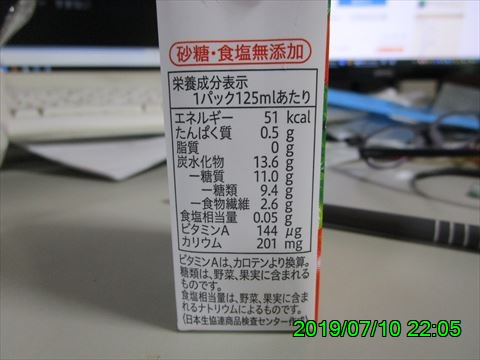 砂糖・食塩無添加
栄養成分表示
1パック125mlあたり
エネルギー 51 kcal
たんぱく質 0.5 g
脂質 0 g
炭水化物 13.6 g
ー糖質 11.0 g
ー糖類 9.4 g
ー食物繊維 2.6 g
食塩相当量 0.05 g
ビタミンA 144 μg
カリウム 201 mg
ビタミンAは、カロテンより換算。
糖類は、野菜、果実に含まれる
ものです。
食塩相当量は、野菜、果実に含ま
れるナトリウムによるものです。
(日本生協連商品検査センター作成)
2019/07/10 22:05